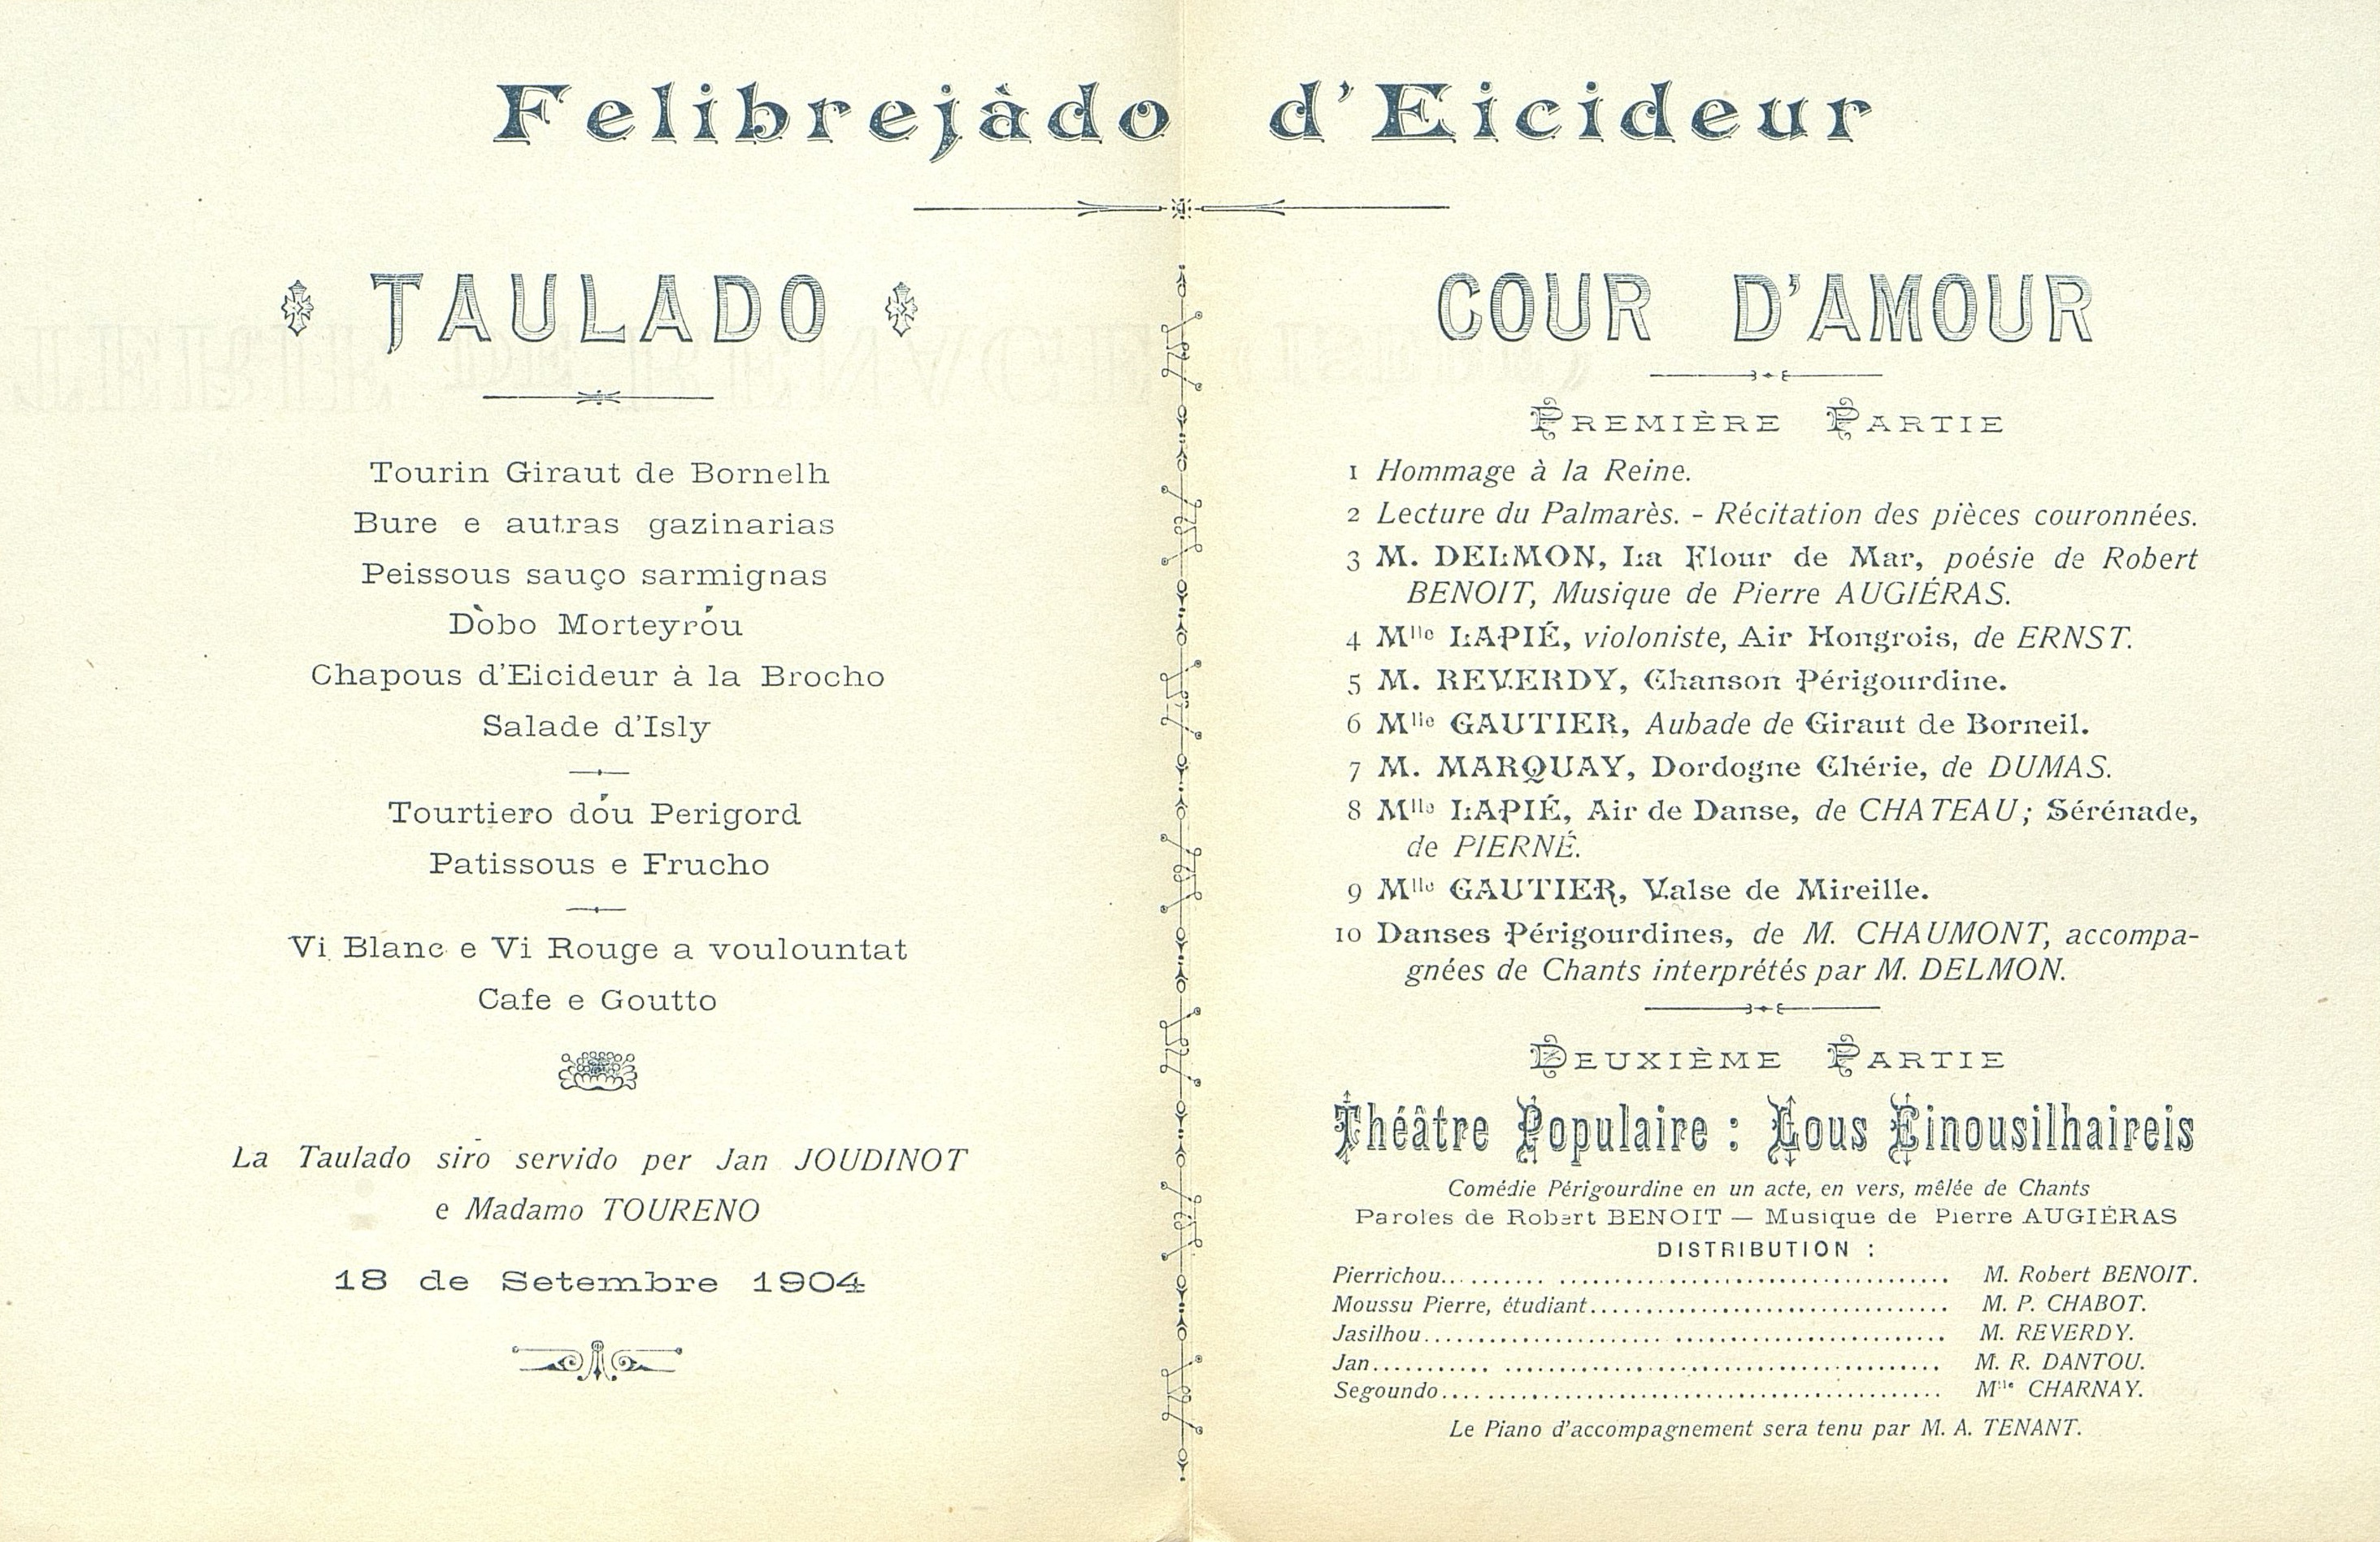 Felibrejàdo d'Eicideur
TAULADO
Tourin Giraut de Bornelh
Bure e autras gazinarias
Peissous sauço sarmignas
Dòbo Morteyróu
Chapous d'Eicideur à la Brocho
Salade d'Isly
Tourtiero dóu Perigord
Patissous e Frucho
Vi Blanc e Vi Rouge a voulountat
Cafe e Goutto
La Taulado siro servido per Jan JOUDINOT
e Madamo TOURENO
18 de Setembre 1904
COUR D'AMOUR
PREMIÈRE PARTIE
1 Hommage à la Reine.
2 Lecture du Palmarès. - Récitation des pièces couronnées.
3 M. DELMON, La Flour de Mar, poésie de Robert
BENOIT, Musique de Pierre AUGIÉRAS.
4 Mlle LAPIÉ, violoniste, Air Hongrois, de ERNST.
5 M. REVERDY, Chanson Périgourdine.
6 Mlle GAUTIER, Aubade de Giraut de Borneil.
7 M. MARQUAY, Dordogne Chérie, de DUMAS.
8 Mlle LAPIÉ, Air de Danse, de CHATEAU; Sérénade,
de PIERNÉ.
9 Mlle GAUTIER, Valse de Mireille.
10 Danses Périgourdines, de M. CHAUMONT, accompa-
gnées de Chants interprétés par M. DELMON.
DEUXIÈME PARTIE
Théâtre Populaire : Lous Einousilhaireis
Comédie Périgourdine en un acte, en vers, mêlée de Chants
Paroles de Robert BENOIT — Musique de Pierre AUGIÉRAS
DISTRIBUTION :
Pierrichou.................................................. M. Robert BENOIT.
Moussu Pierre, étudiant.................................. M. P. CHABOT.
Jasilhou.................................................. M. REVERDY.
Jan.................................................. M. R. DANTOU.
Segoundo.................................................. Mlle CHARNAY.
Le Piano d'accompagnement sera tenu par M. A. TENANT.